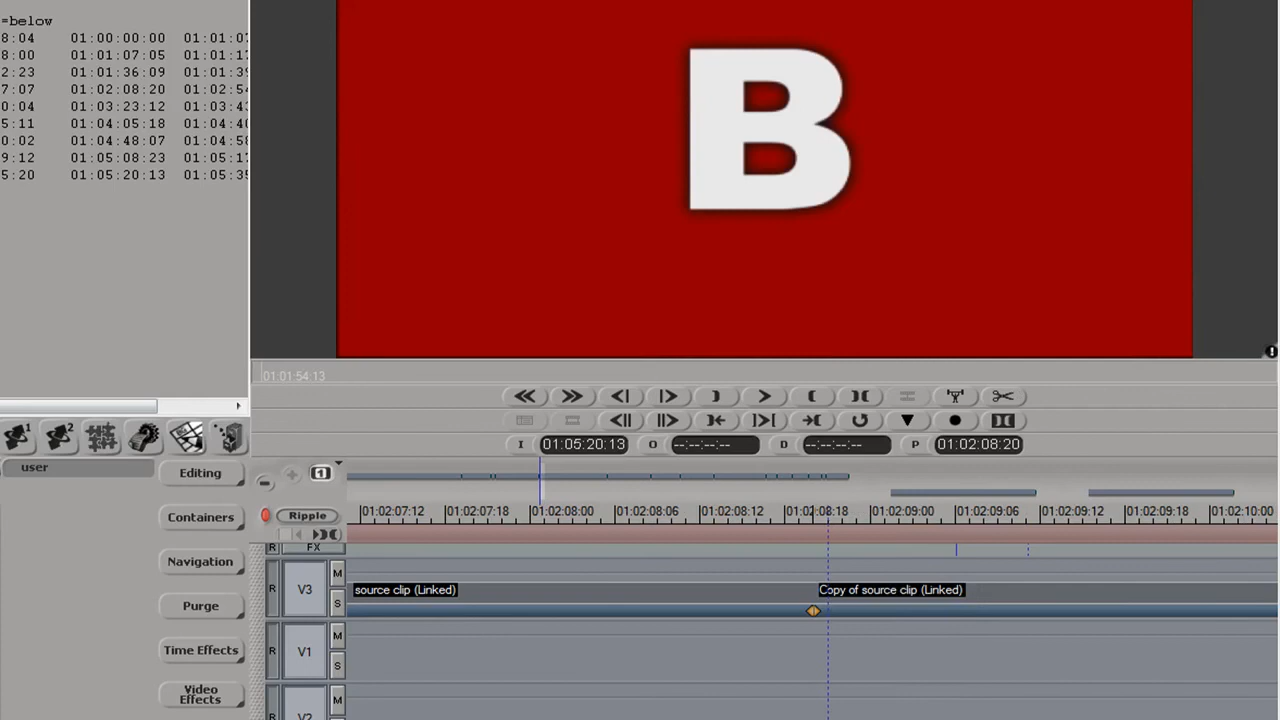 =below
8:04 01:00:00:00 01:01:07
8:00 01:01:07:05 01:01:17
2:23 01:01:36:09 01:01:39
7:07 01:02:08:20 01:02:54
0:04 01:03:23:12 01:03:43
5:11 01:04:05:18 01:04:40
0:02 01:04:48:07 01:04:58
9:12 01:05:08:23 01:05:17
5:20 01:05:20:13 01:05:35
B
01:01:54:13
I 01:05:20:13 O --:--:--:-- D --:--:--:-- P 01:02:08:20
1 2
user
Editing
Containers
Navigation
Purge
Time Effects
Video
Effects
1
Ripple
01:02:07:12 01:02:07:18 01:02:08:00 01:02:08:06 01:02:08:12 01:02:08:18 01:02:09:00 01:02:09:06 01:02:09:12 01:02:09:18 01:02:10:00
R FX
R V3 M S
source clip (Linked) Copy of source clip (Linked)
R V1 M S
R V2 M